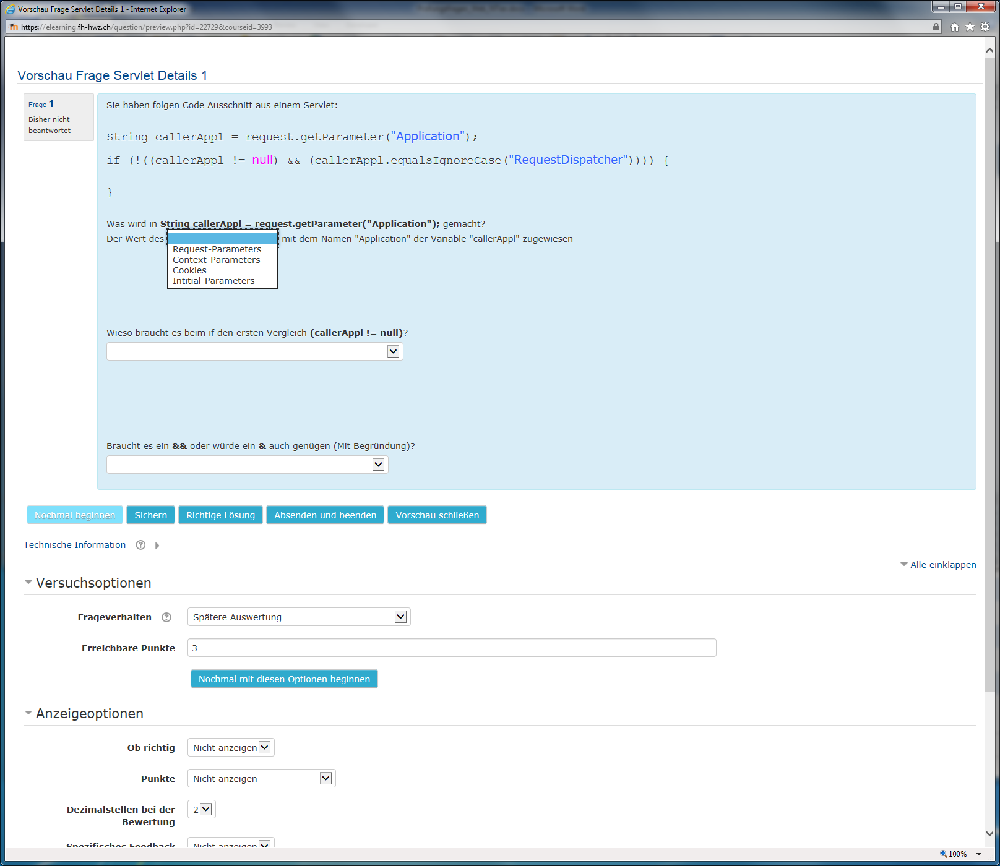 Vorschau Frage Servlet Details 1 - Internet Explorer
https://elearning.fh-hwz.ch/question/preview.php?id=22729&courseid=3993
Vorschau Frage Servlet Details 1
Frage 1
Bisher nicht
beantwortet
Sie haben folgen Code Ausschnitt aus einem Servlet:
String callerAppl = request.getParameter("Application");
if (!((callerAppl != null) && (callerAppl.equalsIgnoreCase("RequestDispatcher")))) {
}
Was wird in String callerAppl = request.getParameter("Application"); gemacht?
Der Wert des mit dem Namen "Application" der Variable "callerAppl" zugewiesen
Request-Parameters
Context-Parameters
Cookies
Intitial-Parameters
Wieso braucht es beim if den ersten Vergleich (callerAppl != null)?
Braucht es ein && oder würde ein & auch genügen (Mit Begründung)?
Nochmal beginnen Sichern Richtige Lösung Absenden und beenden Vorschau schließen
Technische Information
Alle einklappen
Versuchsoptionen
Frageverhalten Spätere Auswertung
Erreichbare Punkte 3
Nochmal mit diesen Optionen beginnen
Anzeigeoptionen
Ob richtig Nicht anzeigen
Punkte Nicht anzeigen
Dezimalstellen bei der 2
Bewertung
Spezifisches Feedback Nicht anzeigen
100%